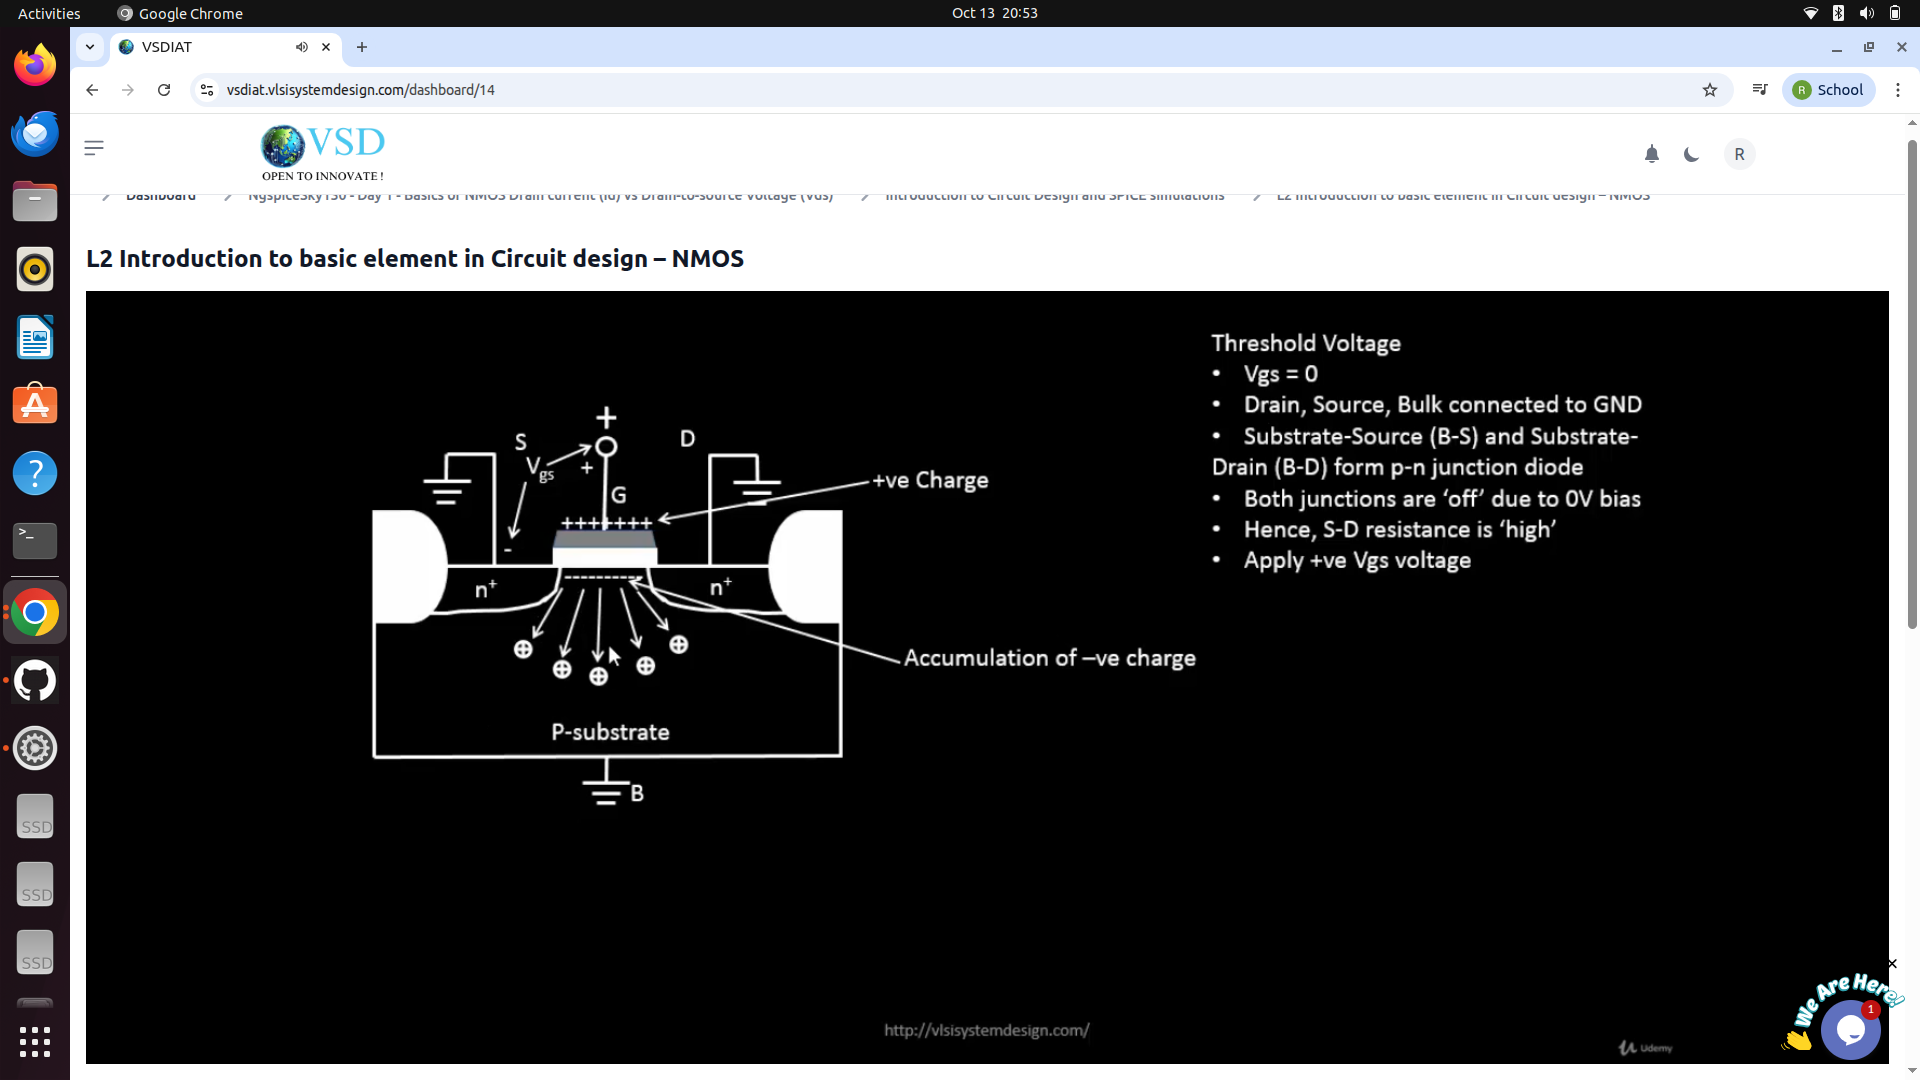 Activities
Google Chrome
Oct 13 20:53
VSDIAT
vsdiat.vlsisystemdesign.com/dashboard/14
R School
VSD
OPEN TO INNOVATE !
R
Dashboard
NgspiceSky130 - Day 1 - Basics of NMOS Drain current (Id) vs Drain-to-source Voltage (Vds)
Introduction to Circuit Design and SPICE simulations
L2 Introduction to basic element in Circuit design – NMOS
L2 Introduction to basic element in Circuit design – NMOS
Threshold Voltage
• Vgs = 0
• Drain, Source, Bulk connected to GND
• Substrate-Source (B-S) and Substrate-
Drain (B-D) form p-n junction diode
• Both junctions are ‘off’ due to 0V bias
• Hence, S-D resistance is ‘high’
• Apply +ve Vgs voltage
+
S
D
Vgs
+
G
+ve Charge
+++++++
-
----------
n+
n+
Accumulation of –ve charge
P-substrate
B
http://vlsisystemdesign.com/
Udemy
We Are Here!
1
SSD
SSD
SSD